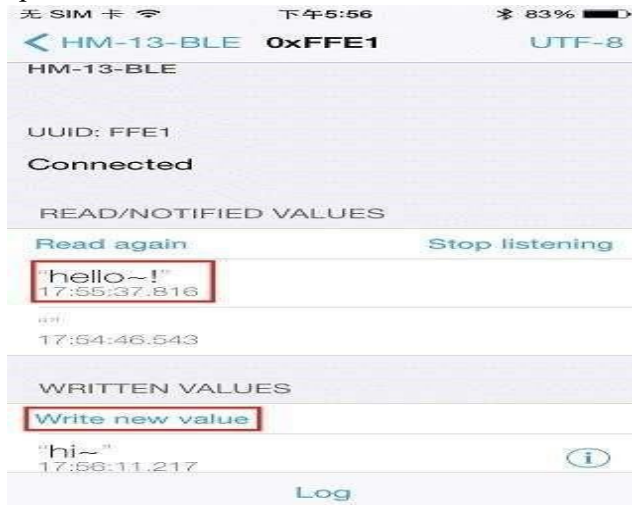 无 SIM 卡 下午5:56 83%
HM-13-BLE 0xFFE1 UTF-8
HM-13-BLE
UUID: FFE1
Connected
READ/NOTIFIED VALUES
Read again Stop listening
"hello~!"
17:55:37.816
""
17:54:46.543
WRITTEN VALUES
Write new value
"hi~"
17:56:11.217
Log